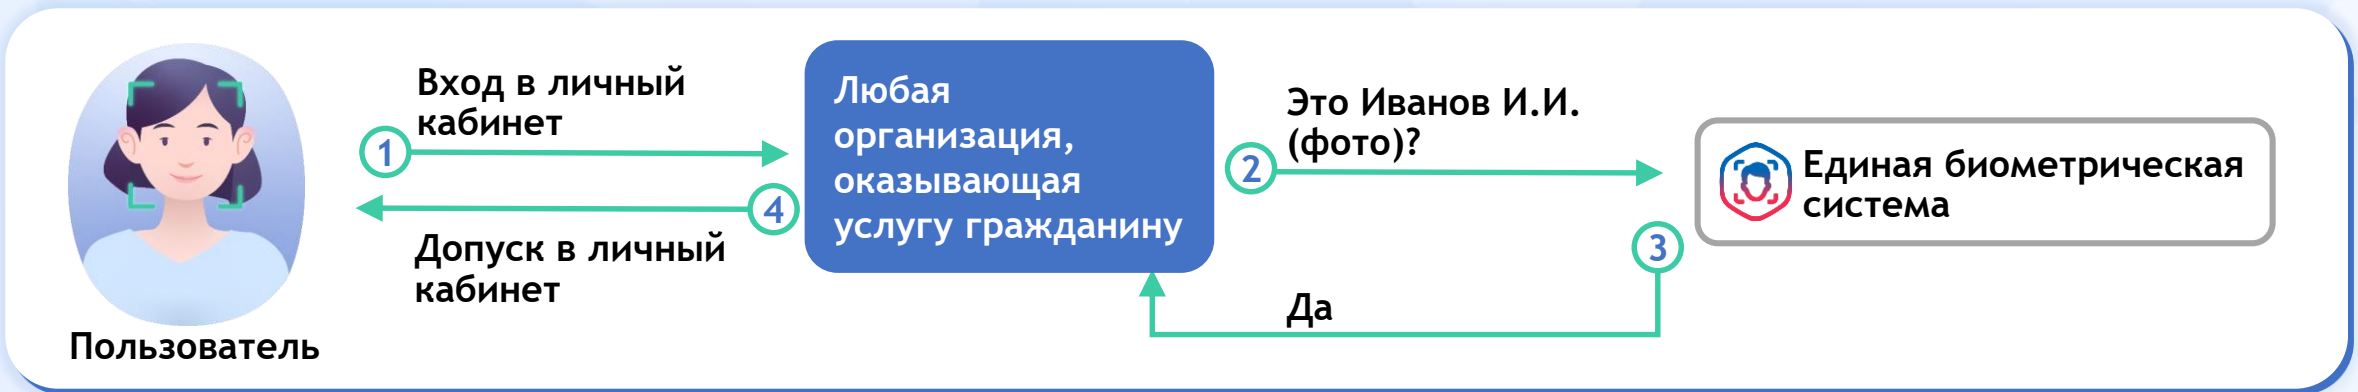 Вход в личный
кабинет
1
4
Допуск в личный
кабинет
Пользователь
Любая
организация,
оказывающая
услугу гражданину
Это Иванов И.И.
(фото)?
2
3
Да
Единая биометрическая
система